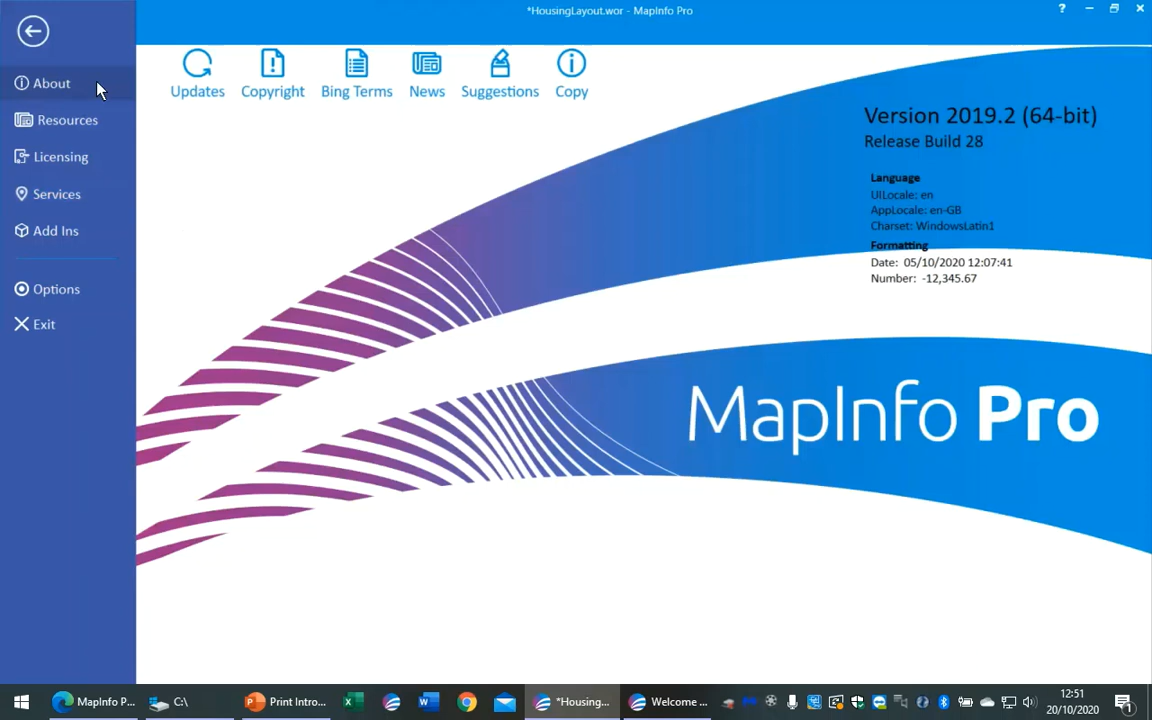 *HousingLayout.wor - MapInfo Pro
?
About
Resources
Licensing
Services
Add Ins
Options
Exit
Updates
Copyright
Bing Terms
News
Suggestions
Copy
Version 2019.2 (64-bit)
Release Build 28
Language
UILocale: en
AppLocale: en-GB
Charset: WindowsLatin1
Formatting
Date: 05/10/2020 12:07:41
Number: -12,345.67
MapInfo Pro
MapInfo P...
C:\
Print Intro...
*Housing...
Welcome ...
12:51
20/10/2020
1